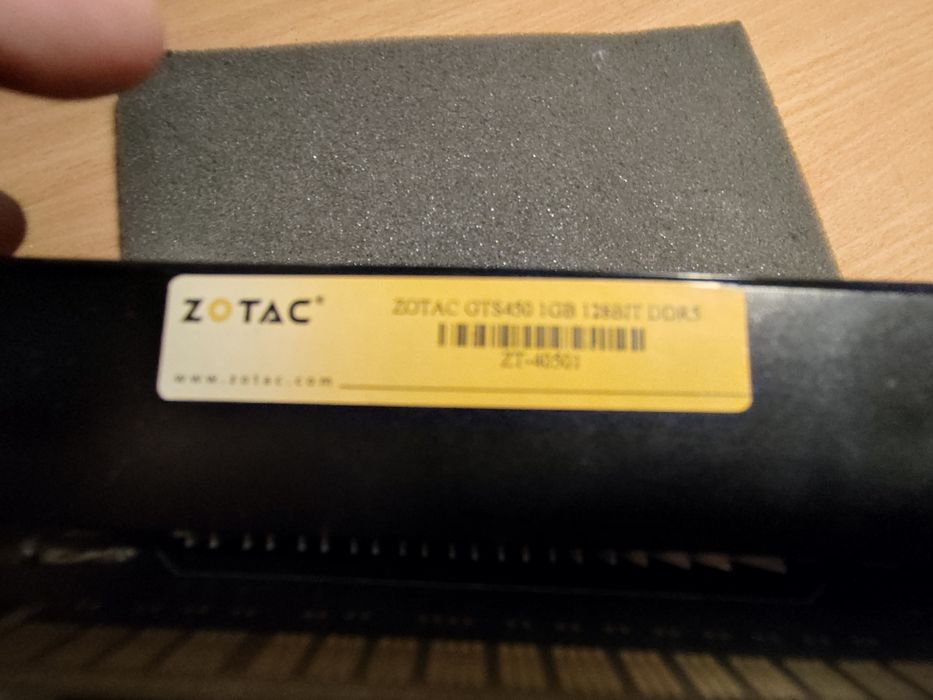 ZOTAC®
ZOTAC GTS450 1GB 128BIT DDR5
ZT-40501
www.zotac.com